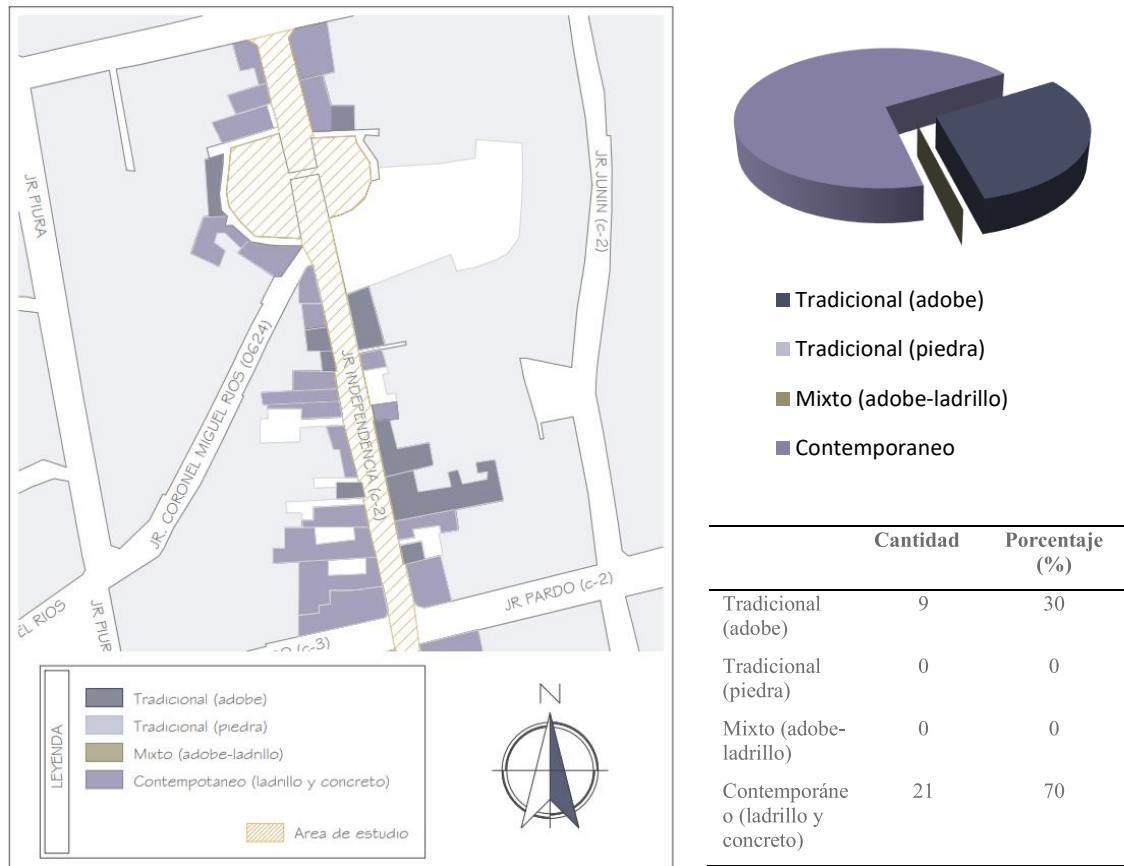 JR PIURA
JR JUNIN (c-2)
JR. CORONEL MIGUEL RIOS (0624)
JR INDEPENDENCIA (c-2)
JR PARDO (c-2)
EL RIOS
JR PIUR
O (c-3)
LEYENDA
Tradicional (adobe)
Tradicional (piedra)
Mixto (adobe-ladrillo)
Contempotaneo (ladrillo y concreto)
Area de estudio
N
Tradicional (adobe)
Tradicional (piedra)
Mixto (adobe-ladrillo)
Contemporaneo
Cantidad Porcentaje
(%)
Tradicional 9 30
(adobe)
Tradicional 0 0
(piedra)
Mixto (adobe- 0 0
ladrillo)
Contemporáne 21 70
o (ladrillo y
concreto)